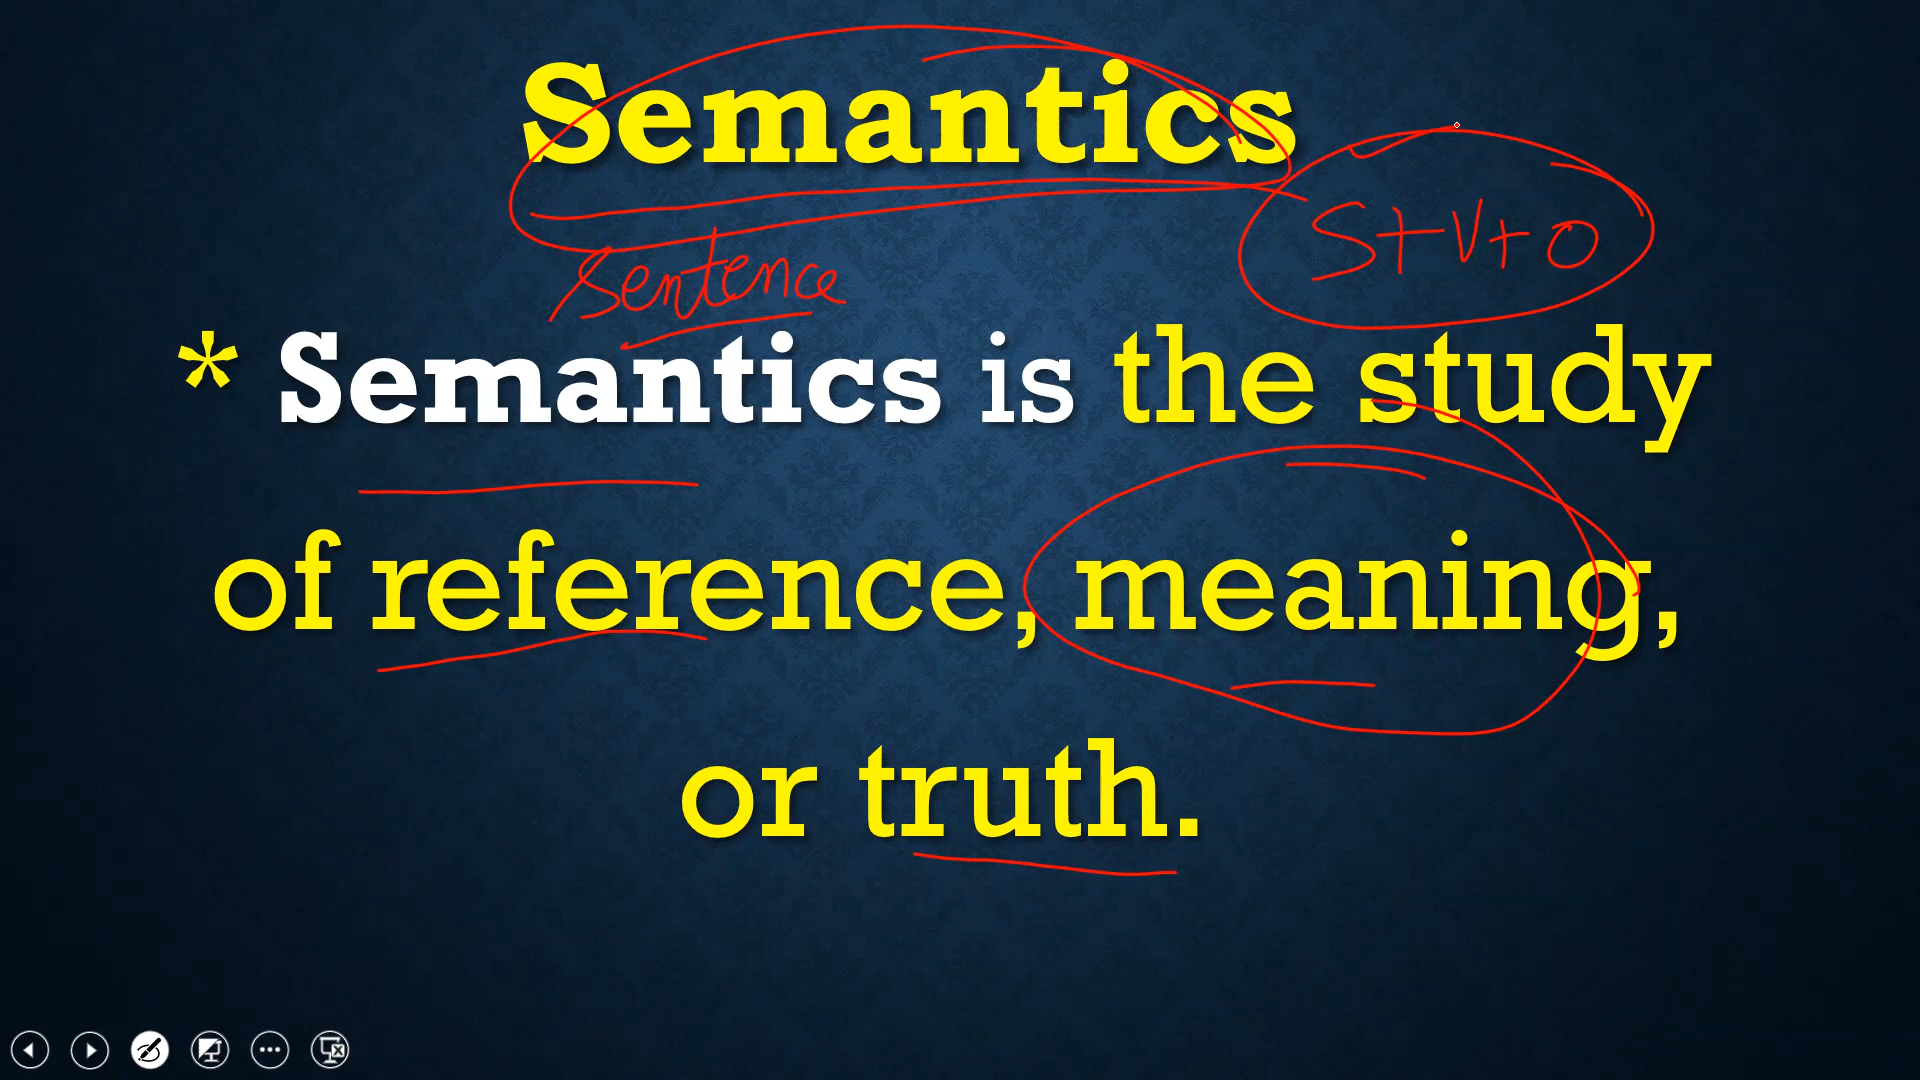 Semantics
S+V+O
sentence
* Semantics is the study
of reference, meaning,
or truth.